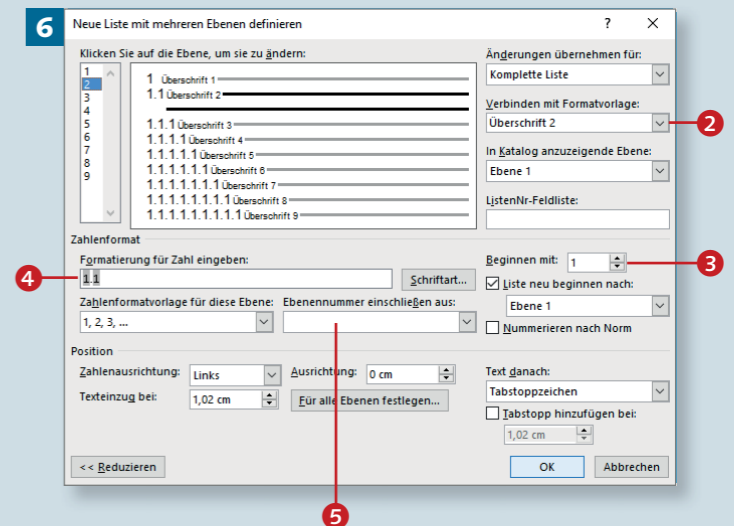 6
Neue Liste mit mehreren Ebenen definieren ? ×
Klicken Sie auf die Ebene, um sie zu ändern:
1
2
3
4
5
6
7
8
9
1 Überschrift 1
1.1 Überschrift 2
1.1.1 Überschrift 3
1.1.1.1 Überschrift 4
1.1.1.1.1 Überschrift 5
1.1.1.1.1.1 Überschrift 6
1.1.1.1.1.1.1 Überschrift 7
1.1.1.1.1.1.1.1 Überschrift 8
1.1.1.1.1.1.1.1.1 Überschrift 9
Änderungen übernehmen für:
Komplette Liste
Verbinden mit Formatvorlage:
Überschrift 2
2
In Katalog anzuzeigende Ebene:
Ebene 1
ListenNr-Feldliste:
Zahlenformat
Formatierung für Zahl eingeben:
4
1.1
Schriftart...
Beginnen mit: 1
3
Liste neu beginnen nach:
Ebene 1
Nummerieren nach Norm
Zahlenformatvorlage für diese Ebene:
1, 2, 3, ...
Ebenennummer einschließen aus:
Position
Zahlenausrichtung: Links
Ausrichtung: 0 cm
Texteinzug bei: 1,02 cm
Für alle Ebenen festlegen...
Text danach:
Tabstoppzeichen
Tabstopp hinzufügen bei:
1,02 cm
<< Reduzieren
OK
Abbrechen
5